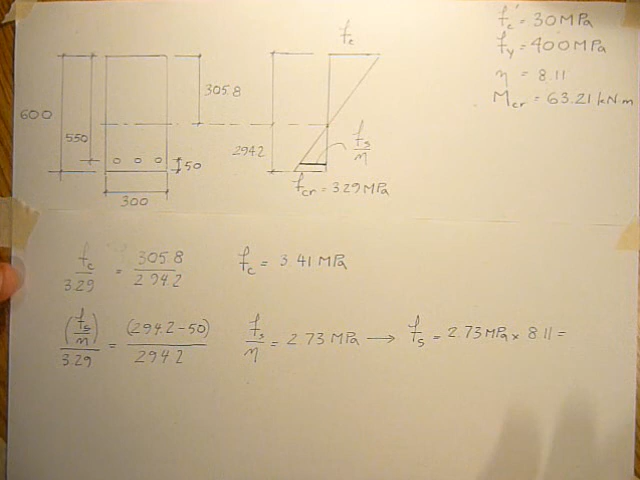 f'c = 30 MPa
fy = 400 MPa
η = 8.11
Mcr = 63.21 kN.m
fc
305.8
600
550
50
300
294.2
fs/η
fcr = 3.29 MPa
fc/3.29 = 305.8/294.2 fc = 3.41 MPa
(fs/η)/3.29 = (294.2-50)/294.2 fs/η = 2.73 MPa → fs = 2.73 MPa x 8.11 =